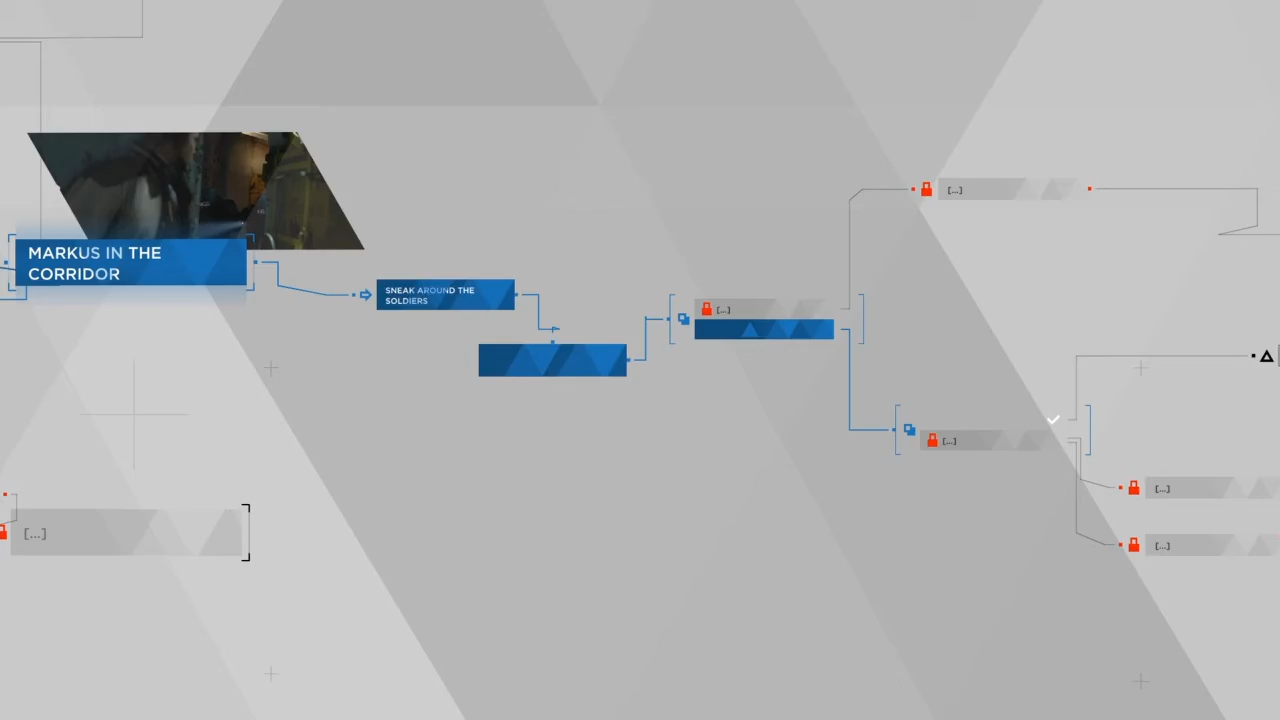 [...]
MARKUS IN THE
CORRIDOR
SNEAK AROUND THE
SOLDIERS
[...]
[...]
[...]
[...]
[...]